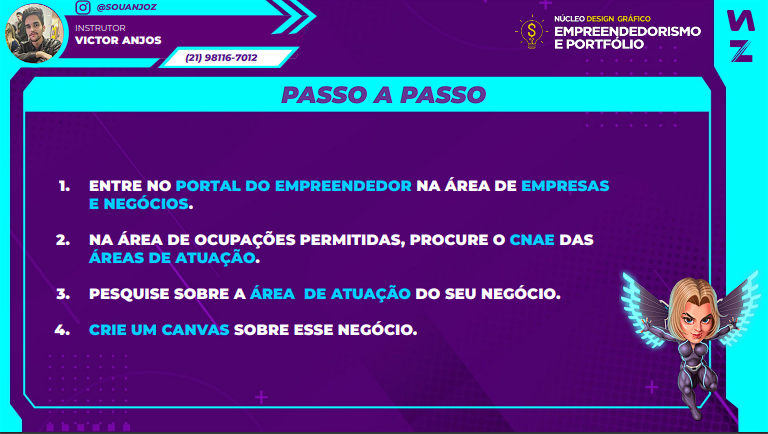 @SOUANJOZ
INSTRUTOR
VICTOR ANJOS
(21) 98116-7012
NÚCLEO DESIGN GRÁFICO
EMPREENDEDORISMO
E PORTFÓLIO
PASSO A PASSO
1. ENTRE NO PORTAL DO EMPREENDEDOR NA ÁREA DE EMPRESAS
E NEGÓCIOS.
2. NA ÁREA DE OCUPAÇÕES PERMITIDAS, PROCURE O CNAE DAS
ÁREAS DE ATUAÇÃO.
3. PESQUISE SOBRE A ÁREA DE ATUAÇÃO DO SEU NEGÓCIO.
4. CRIE UM CANVAS SOBRE ESSE NEGÓCIO.